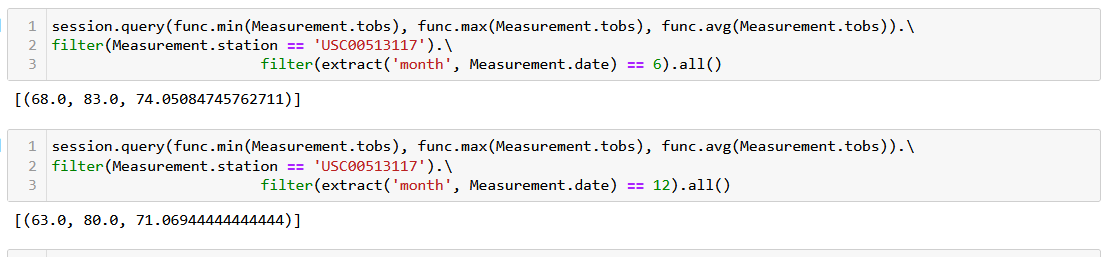 1 session.query(func.min(Measurement.tobs), func.max(Measurement.tobs), func.avg(Measurement.tobs)).\
2 filter(Measurement.station == 'USC00513117').\
3                         filter(extract('month', Measurement.date) == 6).all()
[(68.0, 83.0, 74.05084745762711)]
1 session.query(func.min(Measurement.tobs), func.max(Measurement.tobs), func.avg(Measurement.tobs)).\
2 filter(Measurement.station == 'USC00513117').\
3                         filter(extract('month', Measurement.date) == 12).all()
[(63.0, 80.0, 71.06944444444444)]